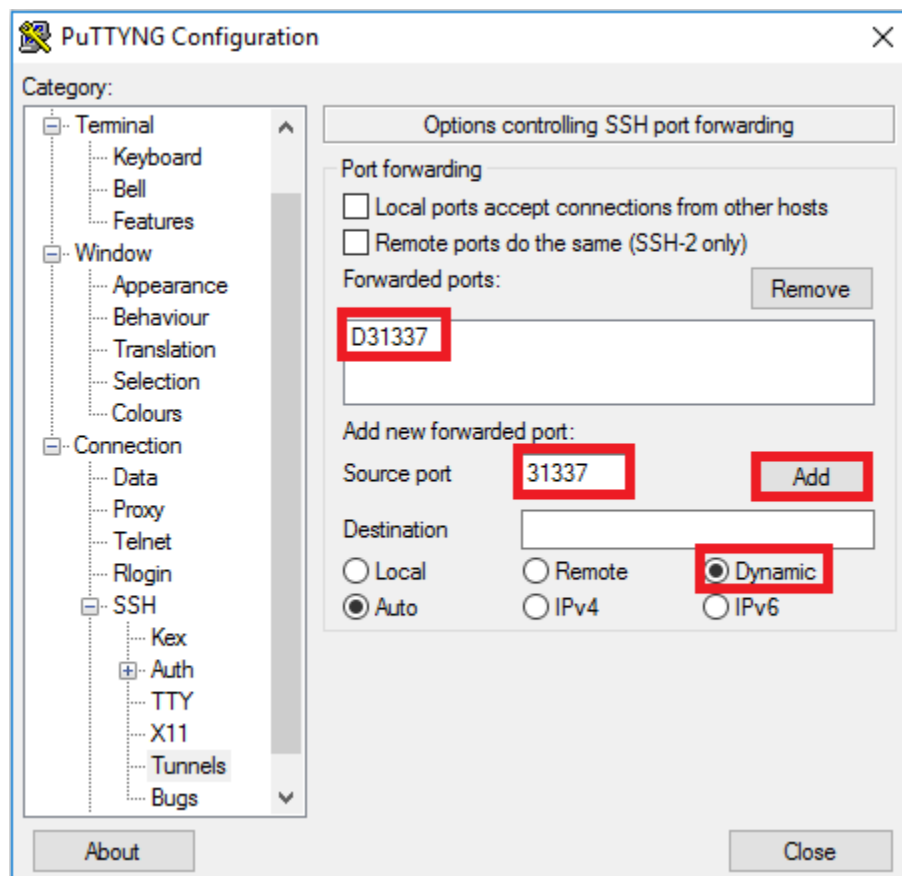 PuTTYNG Configuration
Category:
Terminal
Keyboard
Bell
Features
Window
Appearance
Behaviour
Translation
Selection
Colours
Connection
Data
Proxy
Telnet
Rlogin
SSH
Kex
Auth
TTY
X11
Tunnels
Bugs
Options controlling SSH port forwarding
Port forwarding
Local ports accept connections from other hosts
Remote ports do the same (SSH-2 only)
Forwarded ports:
Remove
D31337
Add new forwarded port:
Source port 31337 Add
Destination
Local Remote Dynamic
Auto IPv4 IPv6
About
Close